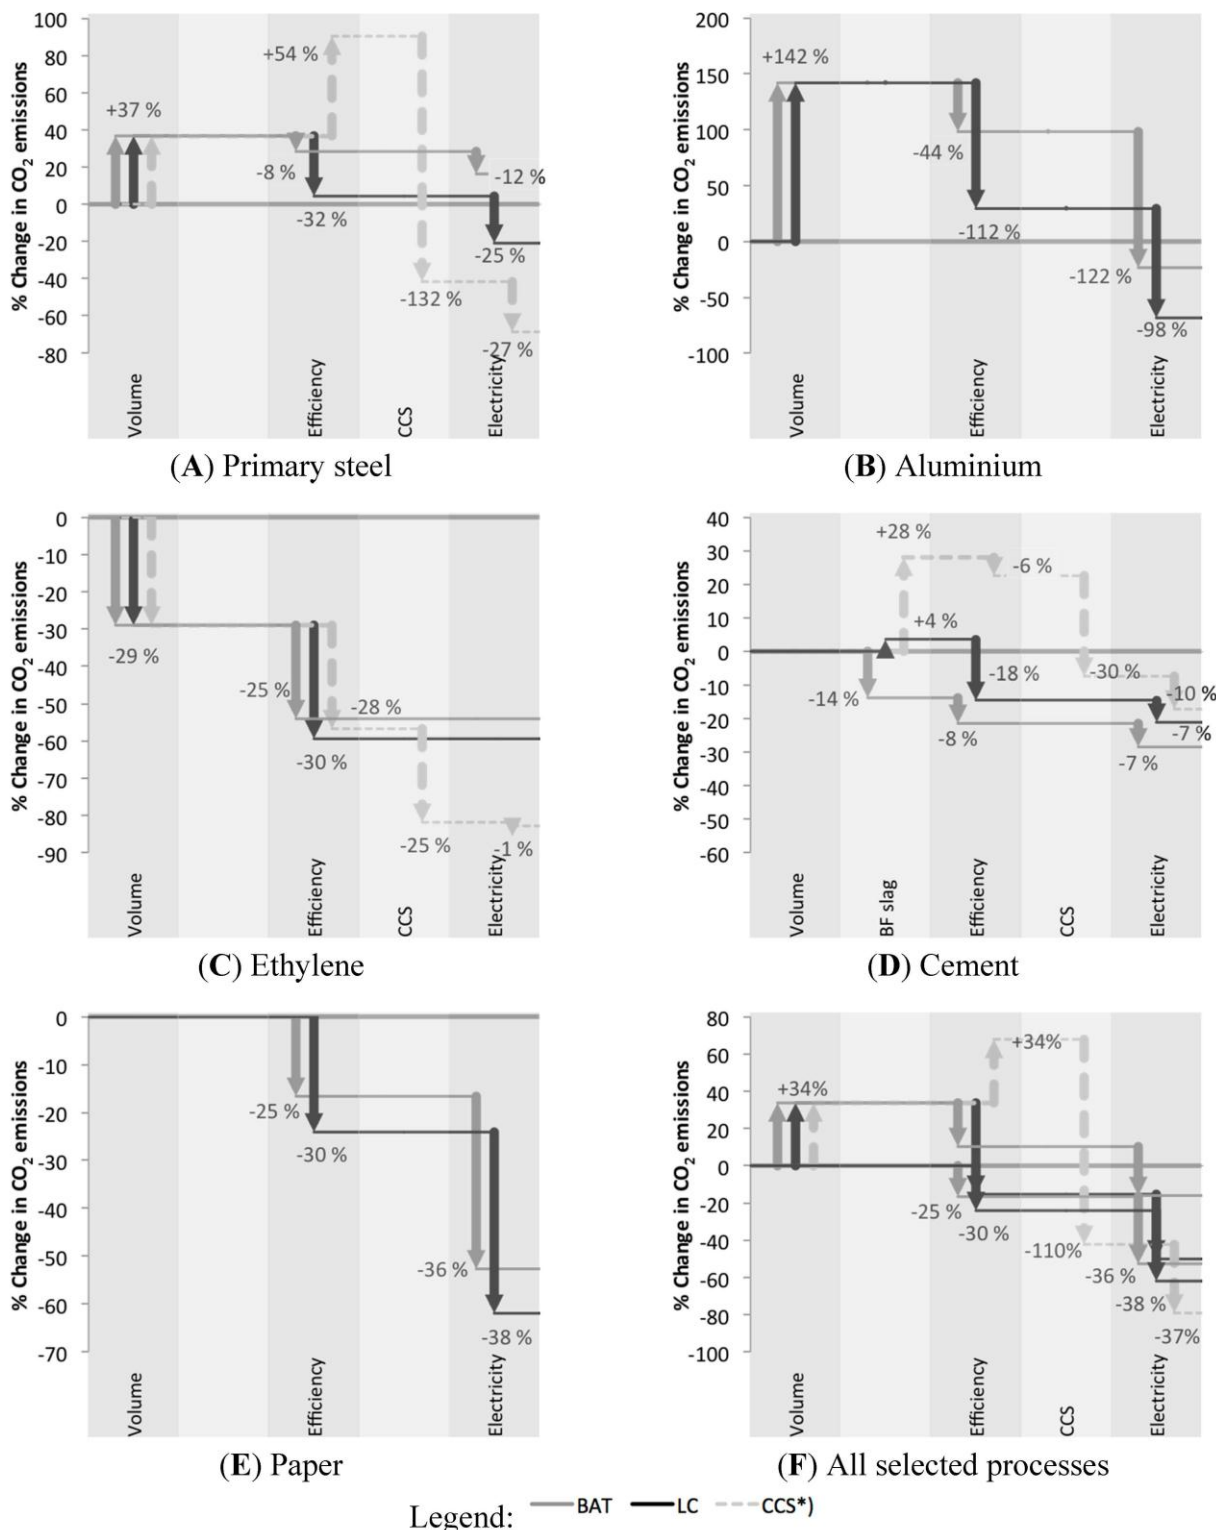 % Change in CO2 emissions
100
80
60
40
20
0
-20
-40
-60
-80
+37 %
+54 %
-8 %
-32 %
-12 %
-25 %
-132 %
-27 %
Volume
Efficiency
CCS
Electricity
(A) Primary steel
% Change in CO2 emissions
200
150
100
50
0
-50
-100
+142 %
-44 %
-112 %
-122 %
-98 %
Volume
Efficiency
Electricity
(B) Aluminium
% Change in CO2 emissions
0
-10
-20
-30
-40
-50
-60
-70
-80
-90
-29 %
-25 %
-28 %
-30 %
-25 %
-1 %
Volume
Efficiency
CCS
Electricity
(C) Ethylene
% Change in CO2 emissions
40
30
20
10
0
-10
-20
-30
-40
-50
-60
+28 %
-6 %
+4 %
-18 %
-30 %
-14 %
-10 %
-8 %
-7 %
-7 %
Volume
BF slag
Efficiency
CCS
Electricity
(D) Cement
% Change in CO2 emissions
0
-10
-20
-30
-40
-50
-60
-70
-25 %
-30 %
-36 %
-38 %
Volume
Efficiency
Electricity
(E) Paper
% Change in CO2 emissions
80
60
40
20
0
-20
-40
-60
-80
-100
+34%
+34%
-25 %
-30 %
-110%
-36 %
-38 %
-37%
Volume
Efficiency
CCS
Electricity
(F) All selected processes
Legend: BAT LC CCS*)